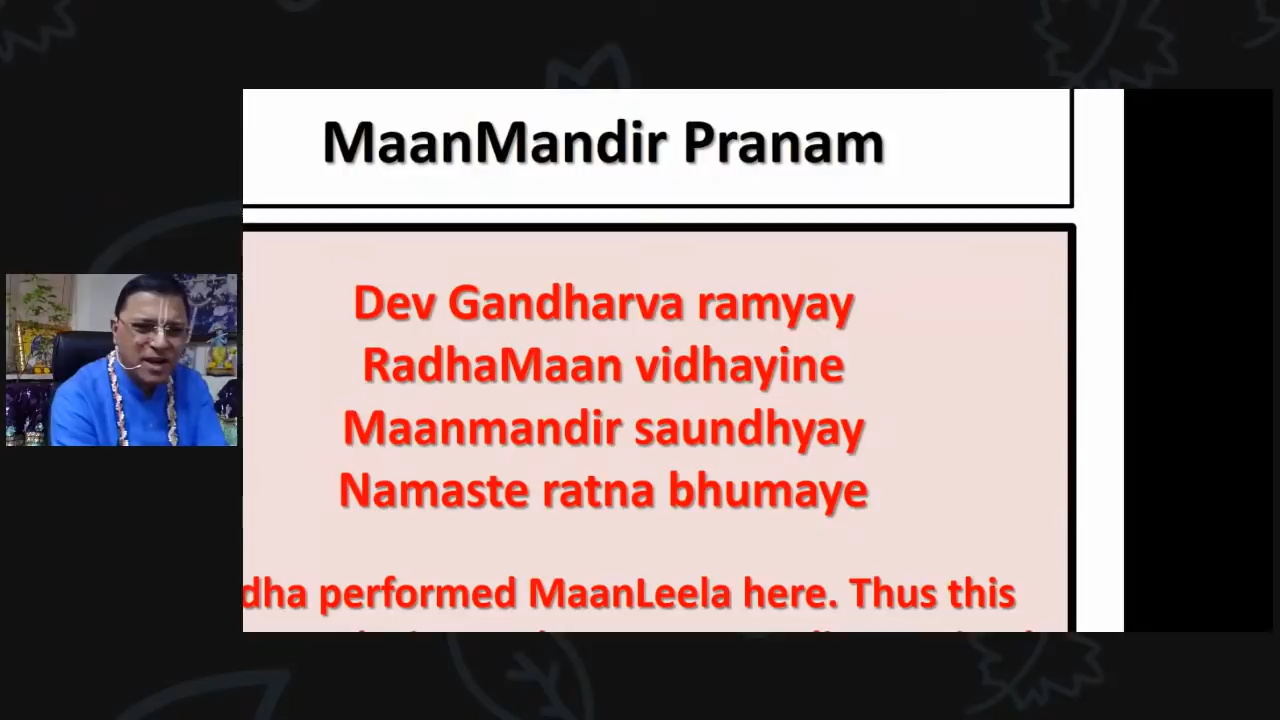 MaanMandir Pranam
Dev Gandharva ramyay
RadhaMaan vidhayine
Maanmandir saundhyay
Namaste ratna bhumaye
dha performed MaanLeela here. Thus this